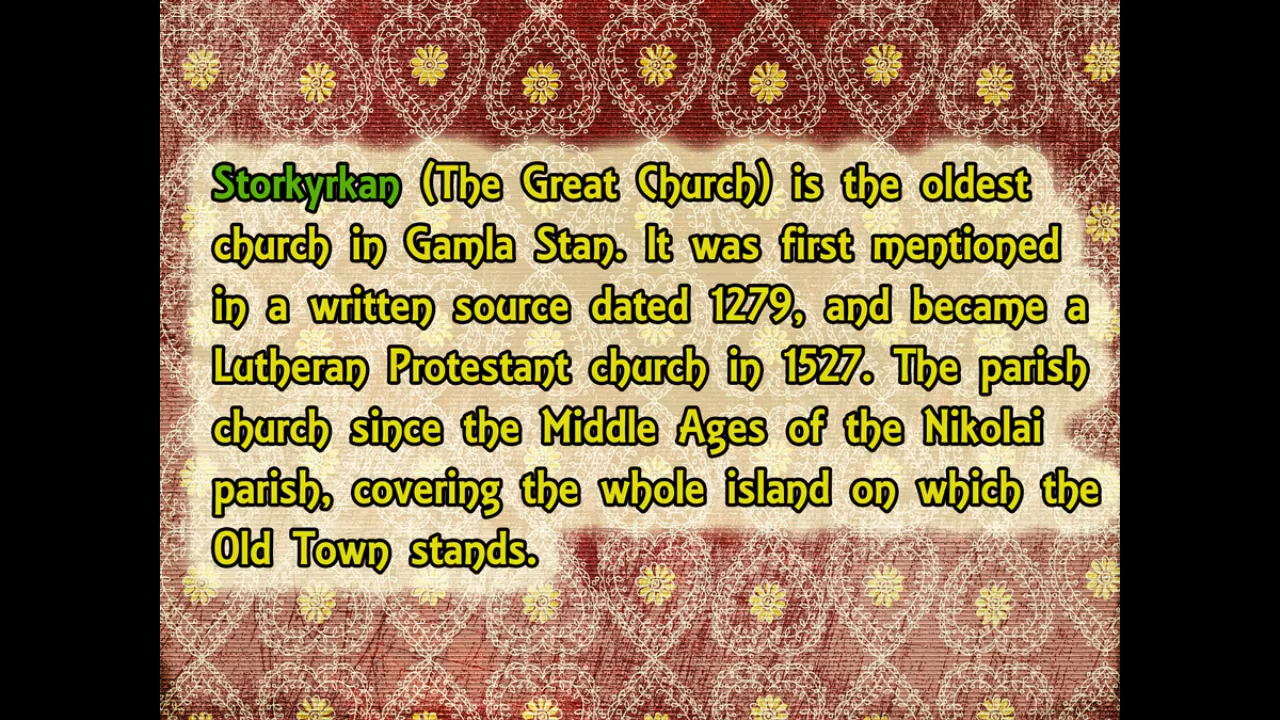 Storkyrkan (The Great Church) is the oldest
church in Gamla Stan. It was first mentioned
in a written source dated 1279, and became a
Lutheran Protestant church in 1527. The parish
church since the Middle Ages of the Nikolai
parish, covering the whole island on which the
Old Town stands.